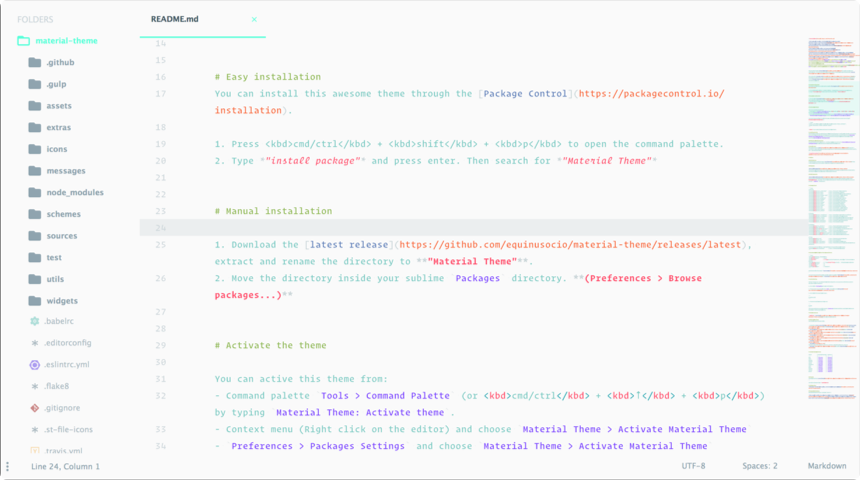 FOLDERS
material-theme
.github
.gulp
assets
extras
icons
messages
node_modules
schemes
sources
test
utils
widgets
.babelrc
.editorconfig
.eslintrc.yml
.flake8
.gitignore
.st-file-icons
.travis.yml
README.md ×
14
15
16 # Easy installation
17 You can install this awesome theme through the [Package Control](https://packagecontrol.io/
installation).
18
19 1. Press <kbd>cmd/ctrl</kbd> + <kbd>shift</kbd> + <kbd>p</kbd> to open the command palette.
20 2. Type *"install package"* and press enter. Then search for *"Material Theme"*
21
22
23 # Manual installation
24
25 1. Download the [latest release](https://github.com/equinusocio/material-theme/releases/latest),
extract and rename the directory to **"Material Theme"**.
26 2. Move the directory inside your sublime Packages directory. **(Preferences > Browse
packages...)**
27
28
29 # Activate the theme
30
31 You can active this theme from:
32 - Command palette Tools > Command Palette (or <kbd>cmd/ctrl</kbd> + <kbd>⇡</kbd> + <kbd>p</kbd>)
by typing Material Theme: Activate theme .
33 - Context menu (Right click on the editor) and choose Material Theme > Activate Material Theme
34 - Preferences > Packages Settings and choose Material Theme > Activate Material Theme
Line 24, Column 1
UTF-8
Spaces: 2
Markdown